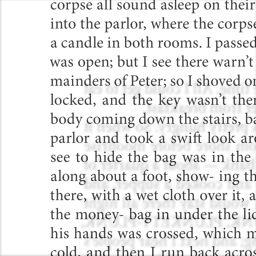 corpse all sound asleep on their
into the parlor, where the corpse
a candle in both rooms. I passed
was open; but I see there warn't
mainders of Peter; so I shoved on
locked, and the key wasn't ther
body coming down the stairs, ba
parlor and took a swift look aro
see to hide the bag was in the
along about a foot, show- ing th
there, with a wet cloth over it, a
the money- bag in under the lid
his hands was crossed, which m
cold, and then I run back acros